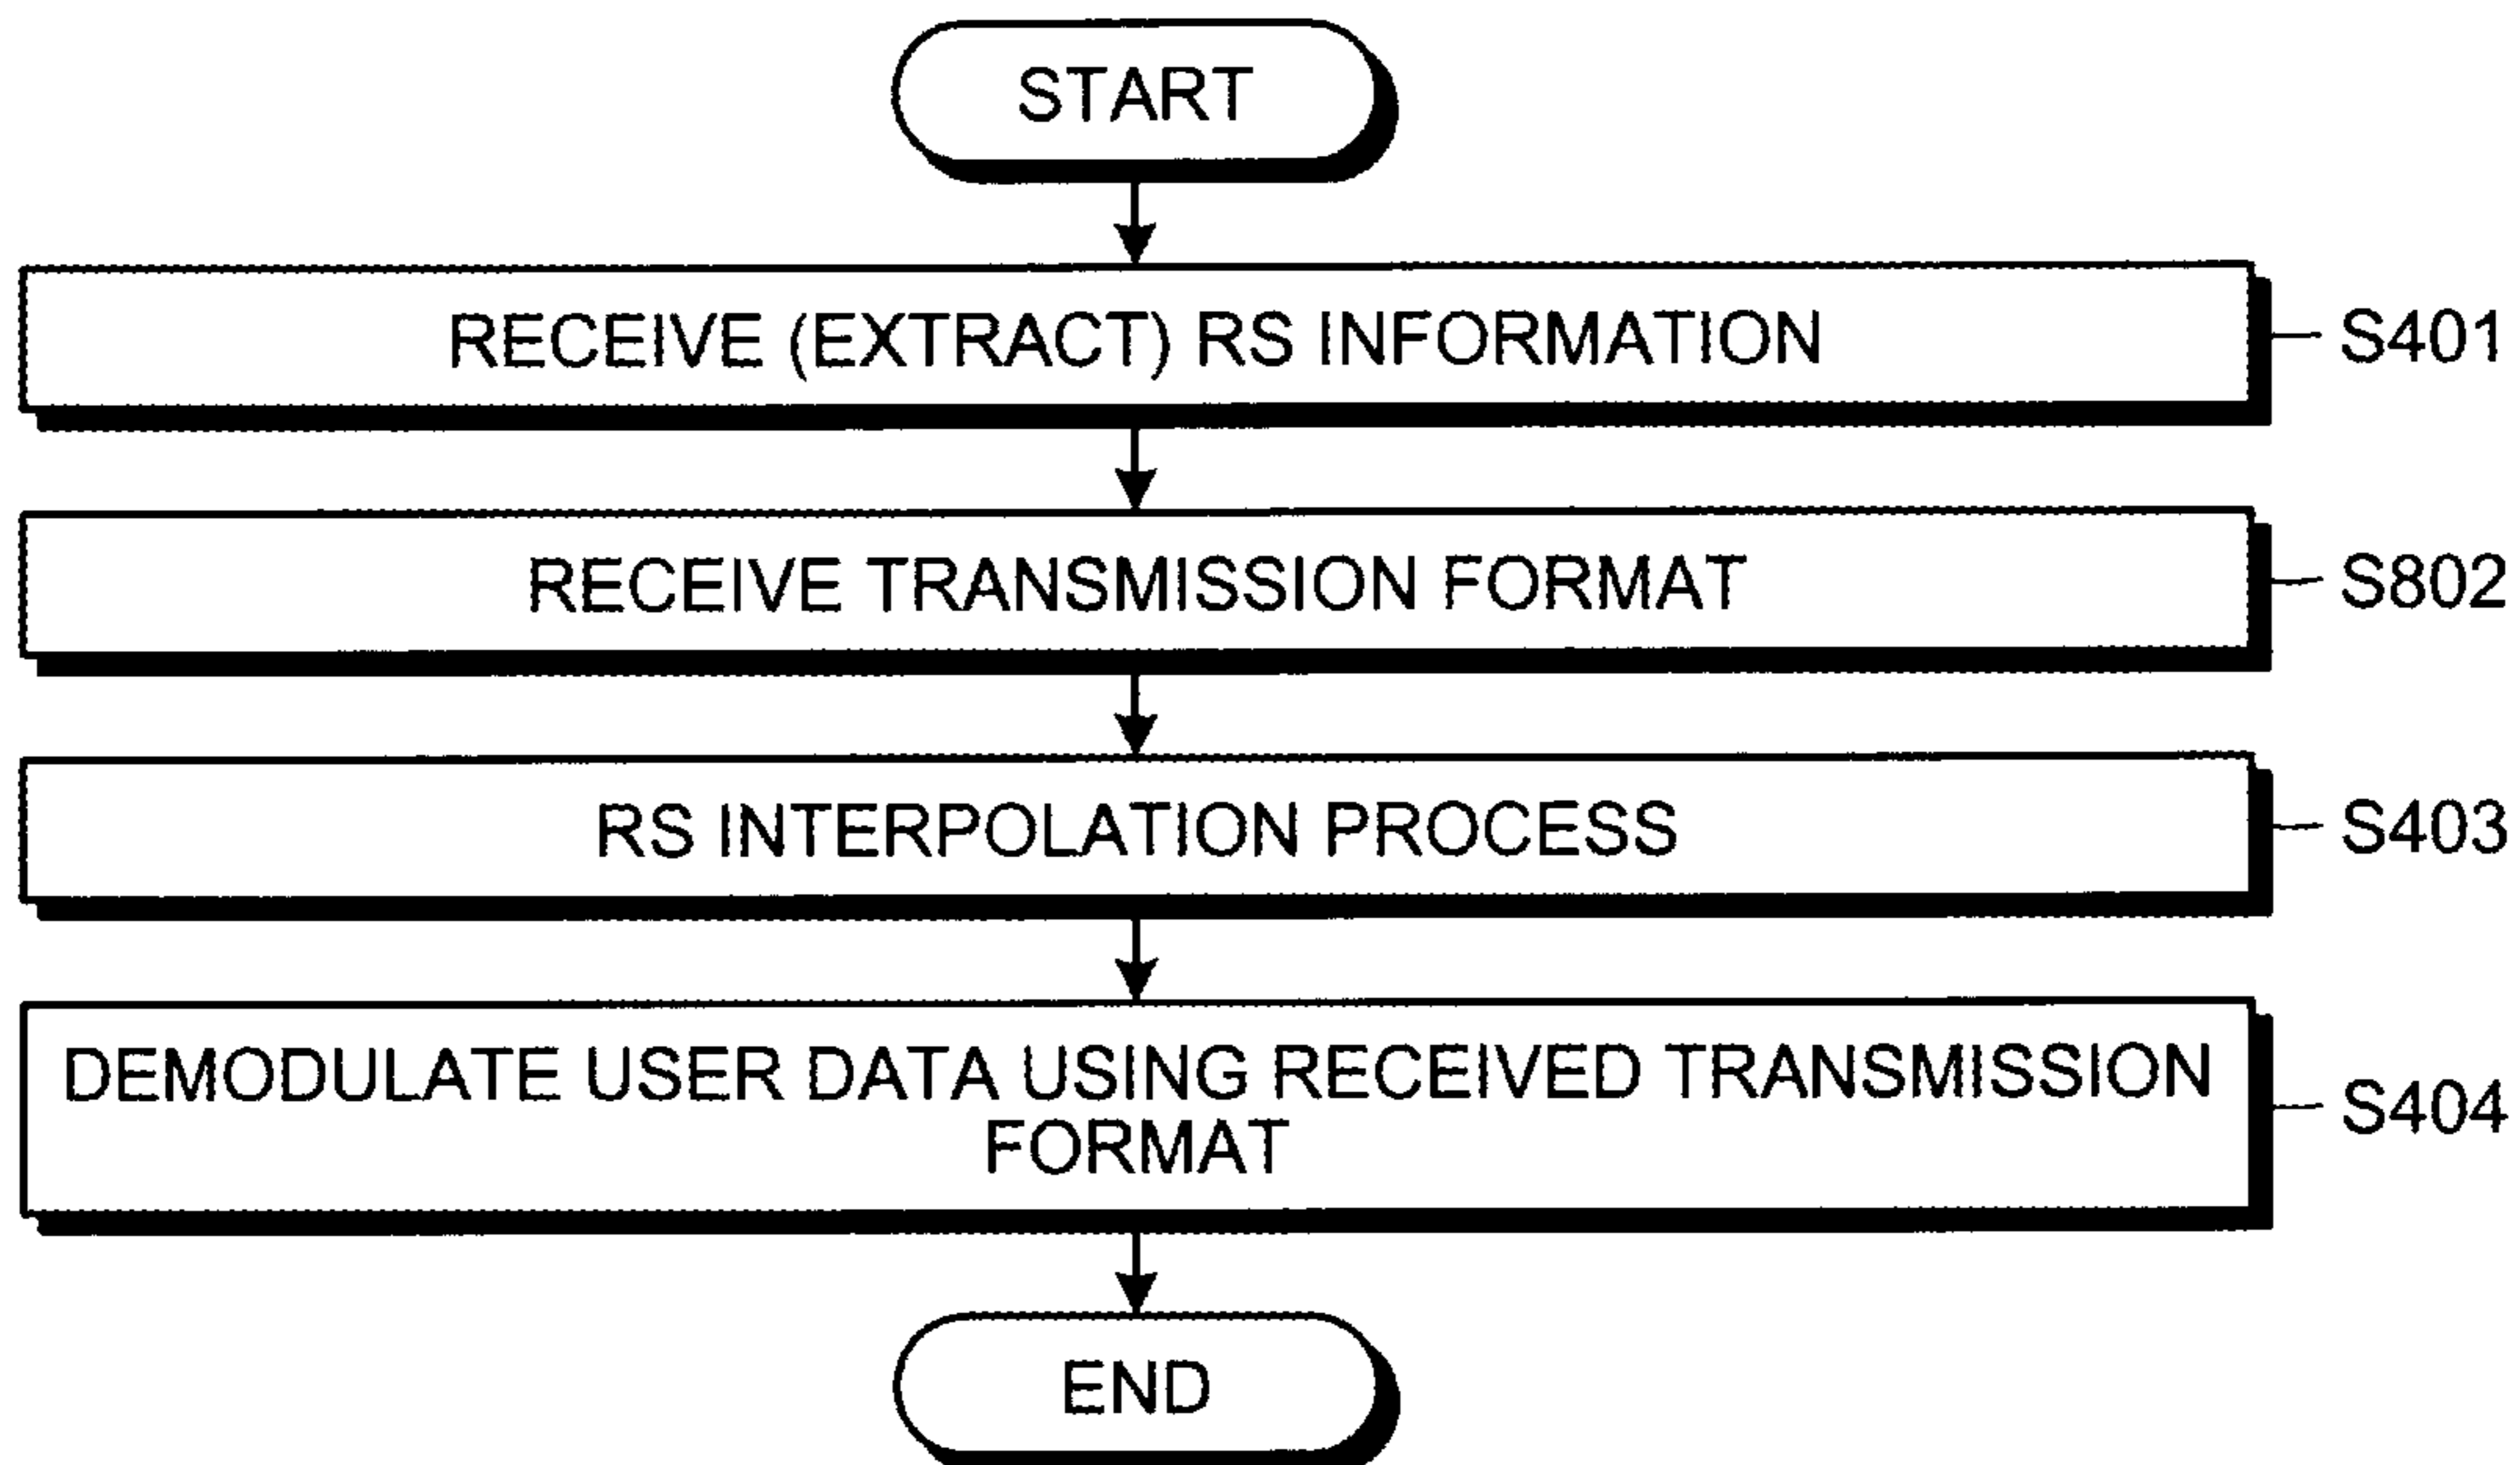 START
RECEIVE (EXTRACT) RS INFORMATION
S401
RECEIVE TRANSMISSION FORMAT
S802
RS INTERPOLATION PROCESS
S403
DEMODULATE USER DATA USING RECEIVED TRANSMISSION
FORMAT
S404
END